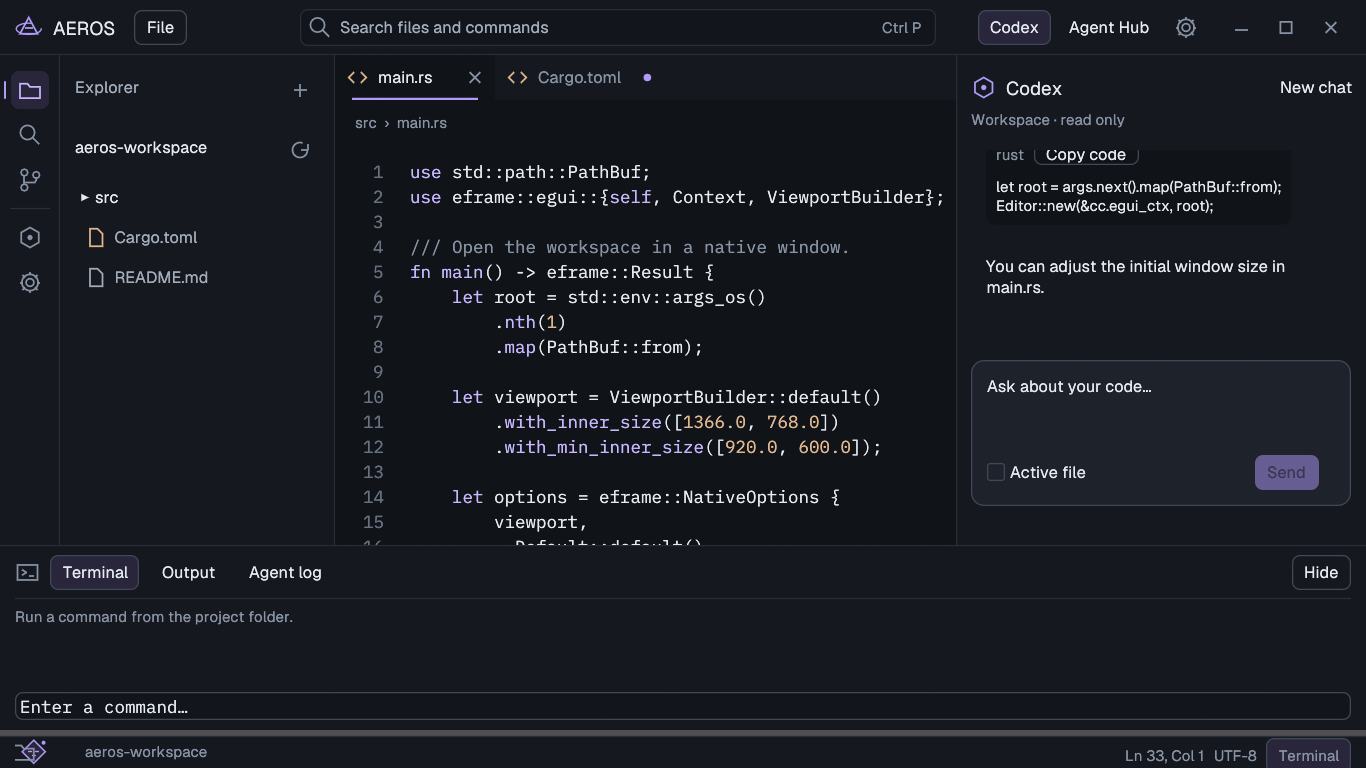 AEROS File Search files and commands Ctrl P Codex Agent Hub
Explorer
aeros-workspace
src
Cargo.toml
README.md
main.rs Cargo.toml
src › main.rs
1 use std::path::PathBuf;
2 use eframe::egui::{self, Context, ViewportBuilder};
3
4 /// Open the workspace in a native window.
5 fn main() -> eframe::Result {
6     let root = std::env::args_os()
7         .nth(1)
8         .map(PathBuf::from);
9
10     let viewport = ViewportBuilder::default()
11         .with_inner_size([1366.0, 768.0])
12         .with_min_inner_size([920.0, 600.0]);
13
14     let options = eframe::NativeOptions {
15         viewport,
16         ..Default::default()
Codex New chat
Workspace · read only
rust Copy code
let root = args.next().map(PathBuf::from);
Editor::new(&cc.egui_ctx, root);
You can adjust the initial window size in
main.rs.
Ask about your code…
Active file Send
Terminal Output Agent log Hide
Run a command from the project folder.
Enter a command…
aeros-workspace Ln 33, Col 1 UTF-8 Terminal